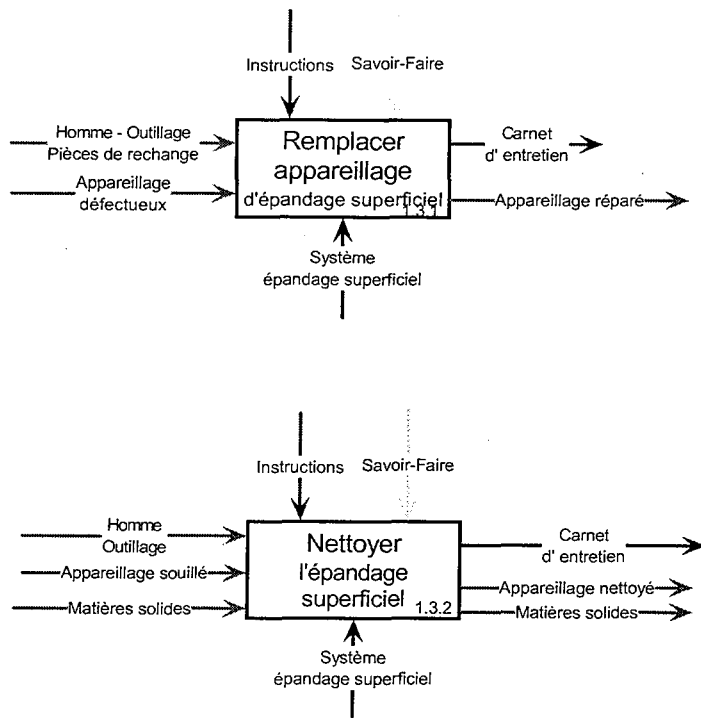 Instructions Savoir-Faire
Homme - Outillage
Pièces de rechange
Appareillage
défectueux
Remplacer
appareillage
d'épandage superficiel
1.3.1
Carnet
d' entretien
Appareillage réparé
Système
épandage superficiel
Instructions Savoir-Faire
Homme
Outillage
Appareillage souillé
Matières solides
Nettoyer
l'épandage
superficiel
1.3.2
Carnet
d' entretien
Appareillage nettoyé
Matières solides
Système
épandage superficiel